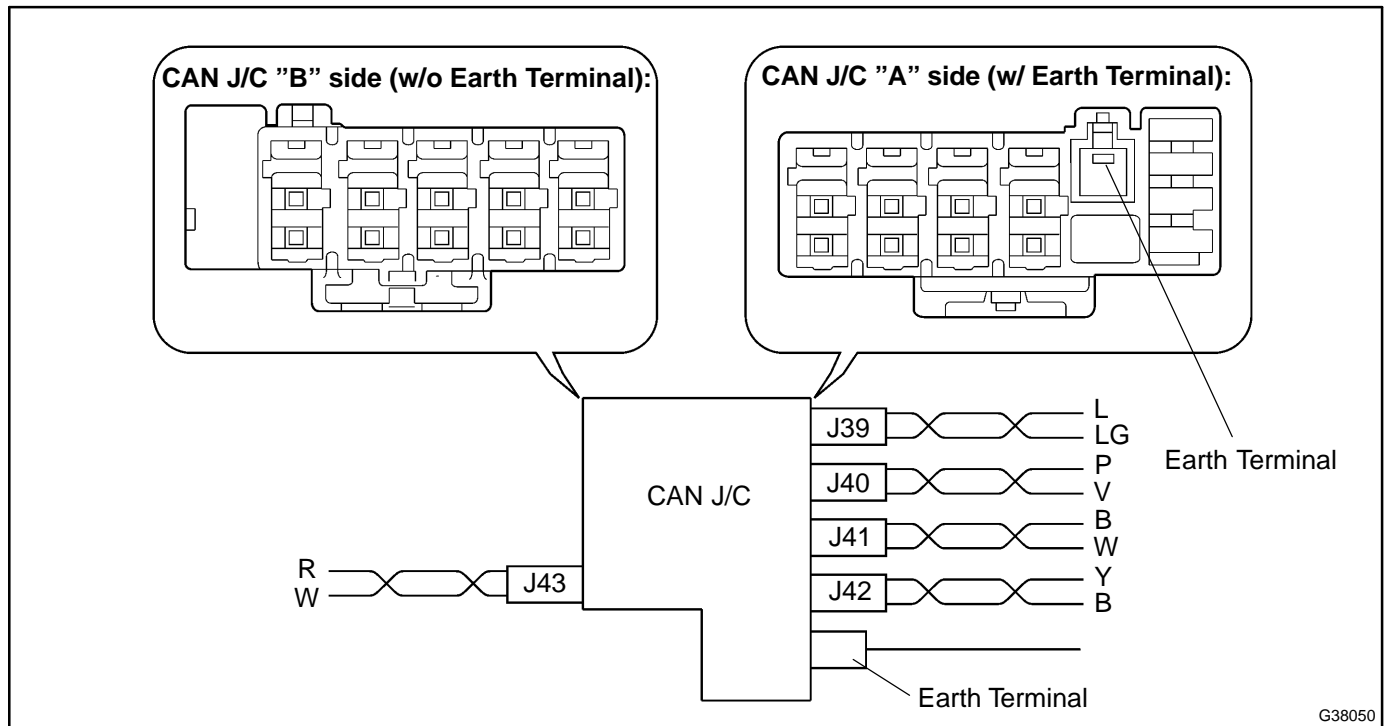 CAN J/C ”B” side (w/o Earth Terminal):
CAN J/C ”A” side (w/ Earth Terminal):
J39
L
LG
Earth Terminal
CAN J/C
J40
P
V
J41
B
W
R
W
J43
J42
Y
B
Earth Terminal
G38050